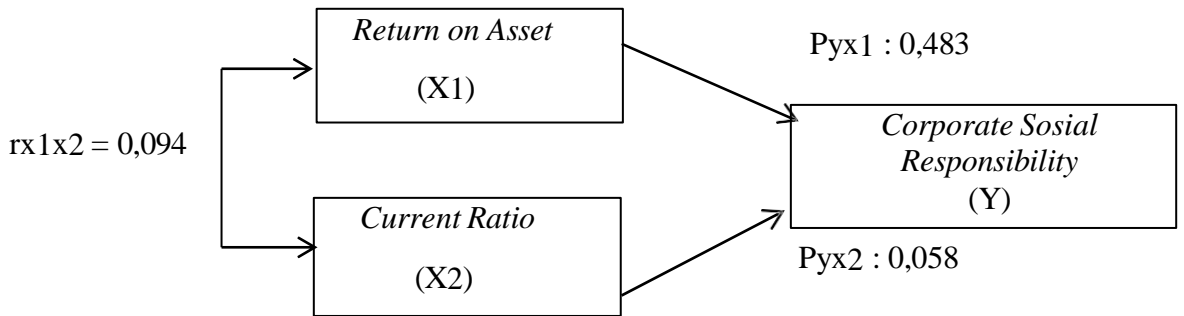 Return on Asset
(X1)
Pyx1 : 0,483
rx1x2 = 0,094
Corporate Sosial
Responsibility
(Y)
Current Ratio
(X2)
Pyx2 : 0,058